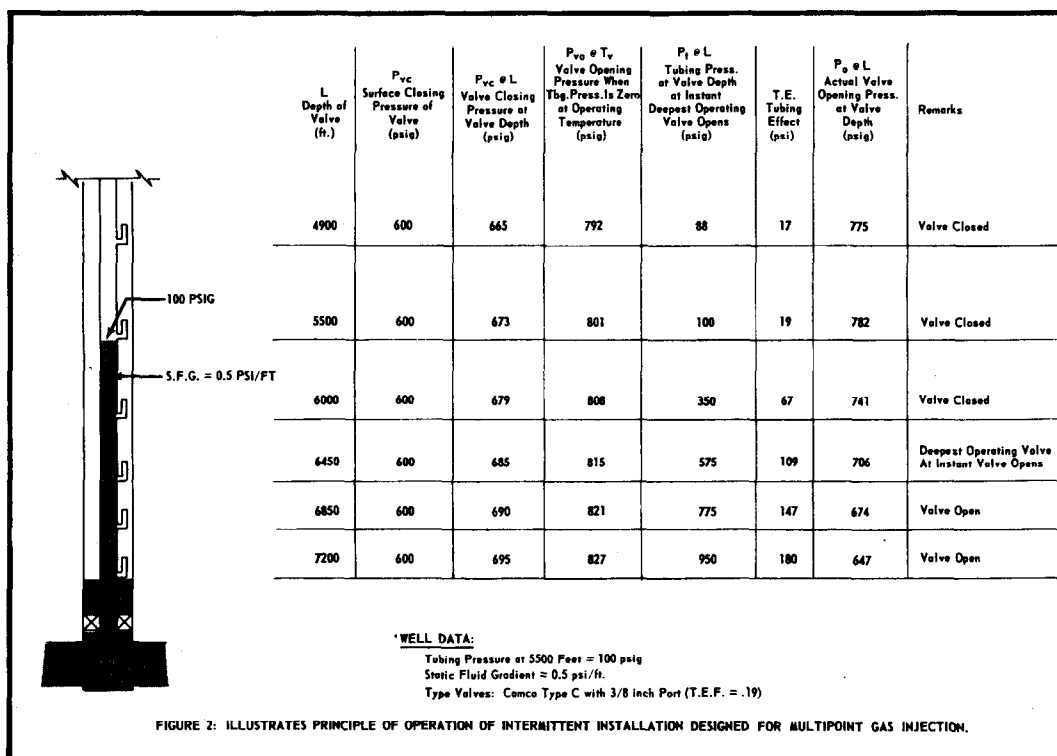 L
Depth of
Valve
(ft.)
Pvc
Surface Closing
Pressure of
Valve
(psig)
Pvc @ L
Valve Closing
Pressure at
Valve Depth
(psig)
Pvo @ Tv
Valve Opening
Pressure When
Tbg.Press.Is Zero
at Operating
Temperature
(psig)
Pt @ L
Tubing Press.
at Valve Depth
at Instant
Deepest Operating
Valve Opens
(psig)
T.E.
Tubing
Effect
(psi)
Po @ L
Actual Valve
Opening Press.
at Valve
Depth
(psig)
Remarks
4900 600 665 792 88 17 775 Valve Closed
100 PSIG
5500 600 673 801 100 19 782 Valve Closed
S.F.G. = 0.5 PSI/FT
6000 600 679 808 350 67 741 Valve Closed
6450 600 685 815 575 109 706 Deepest Operating Valve
At Instant Valve Opens
6850 600 690 821 775 147 674 Valve Open
7200 600 695 827 950 180 647 Valve Open
*WELL DATA:
Tubing Pressure at 5500 Feet = 100 psig
Static Fluid Gradient = 0.5 psi/ft.
Type Valves: Camco Type C with 3/8 inch Port (T.E.F. = .19)
FIGURE 2: ILLUSTRATES PRINCIPLE OF OPERATION OF INTERMITTENT INSTALLATION DESIGNED FOR MULTIPOINT GAS INJECTION.